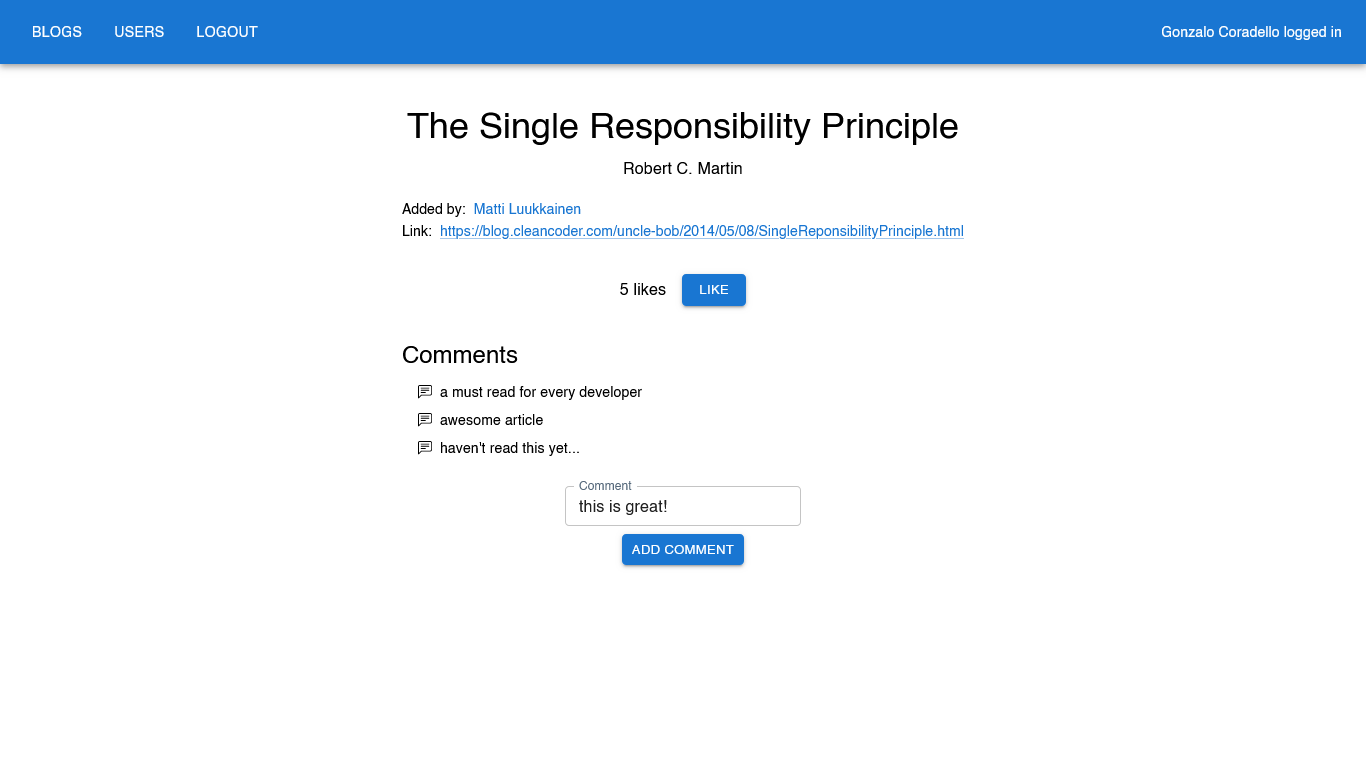 BLOGS USERS LOGOUT Gonzalo Coradello logged in
The Single Responsibility Principle
Robert C. Martin
Added by: Matti Luukkainen
Link: https://blog.cleancoder.com/uncle-bob/2014/05/08/SingleReponsibilityPrinciple.html
5 likes LIKE
Comments
a must read for every developer
awesome article
haven't read this yet...
Comment
this is great!
ADD COMMENT